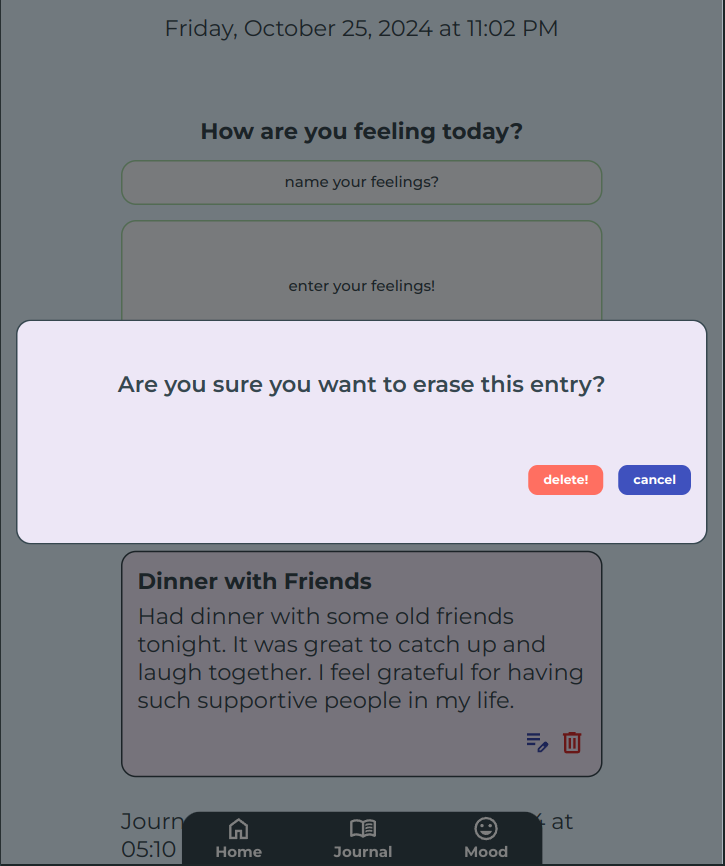 Friday, October 25, 2024 at 11:02 PM
How are you feeling today?
name your feelings?
enter your feelings!
Are you sure you want to erase this entry?
delete!
cancel
Dinner with Friends
Had dinner with some old friends
tonight. It was great to catch up and
laugh together. I feel grateful for having
such supportive people in my life.
at
05:10
Home
Journal
Mood